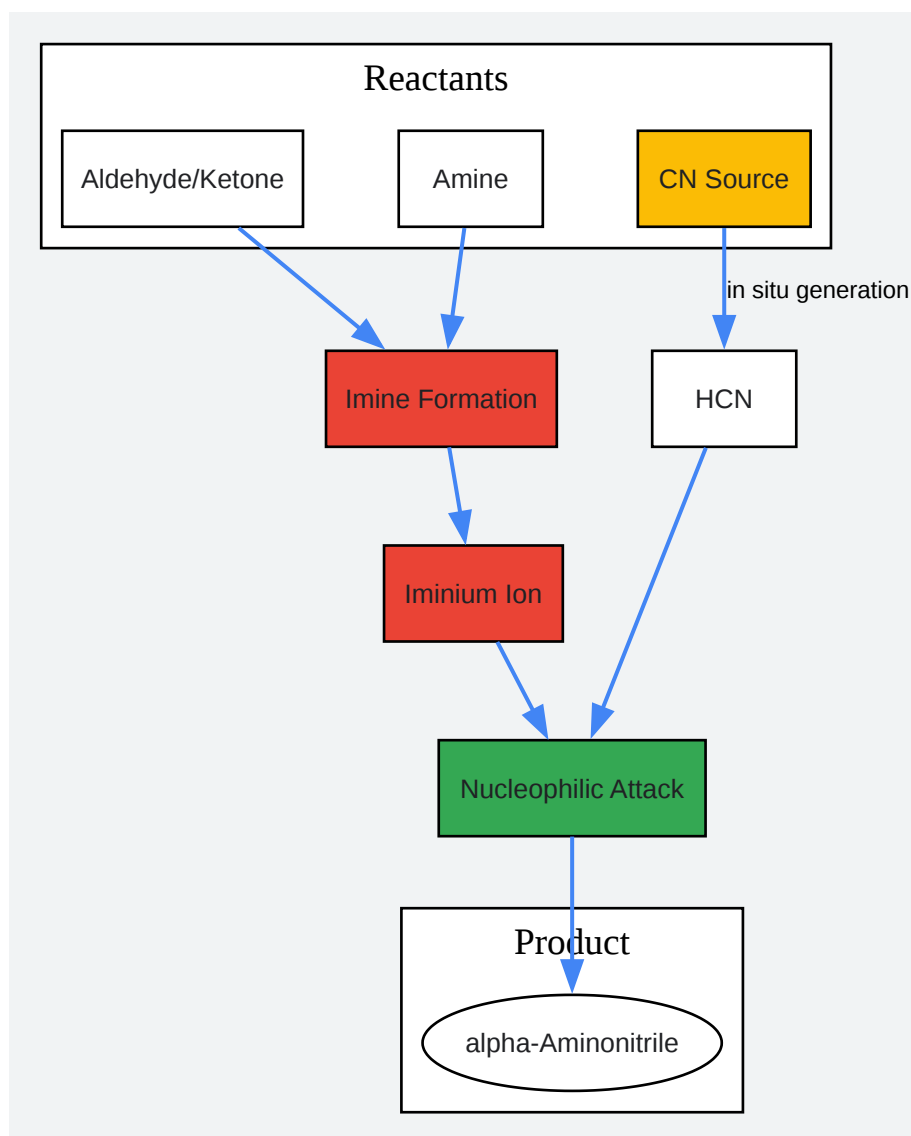 Reactants
Aldehyde/Ketone
Amine
CN Source
in situ generation
Imine Formation
HCN
Iminium Ion
Nucleophilic Attack
Product
alpha-Aminonitrile